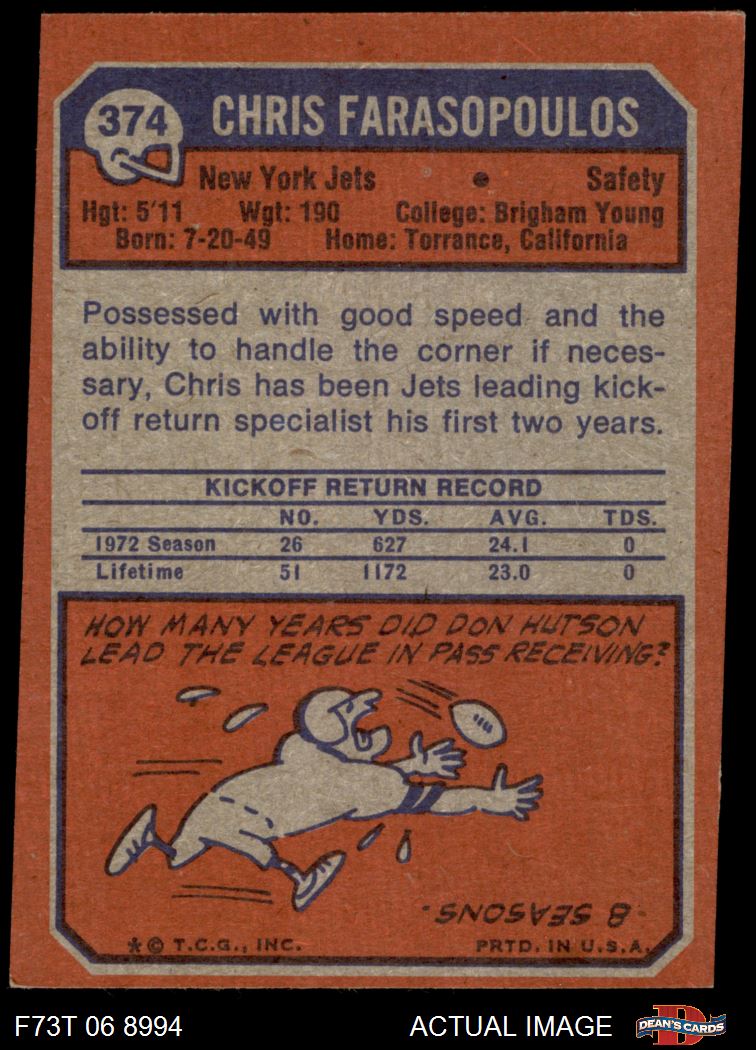 374 CHRIS FARASOPOULOS
New York Jets • Safety
Hgt: 5'11 Wgt: 190 College: Brigham Young
Born: 7-20-49 Home: Torrance, California
Possessed with good speed and the
ability to handle the corner if neces-
sary, Chris has been Jets leading kick-
off return specialist his first two years.
KICKOFF RETURN RECORD
NO. YDS. AVG. TDS.
1972 Season 26 627 24.1 0
Lifetime 51 1172 23.0 0
HOW MANY YEARS DID DON HUTSON
LEAD THE LEAGUE IN PASS RECEIVING?
8 SEASONS
* © T.C.G., INC. PRTD. IN U.S.A.
F73T 06 8994 ACTUAL IMAGE D DEAN'S CARDS